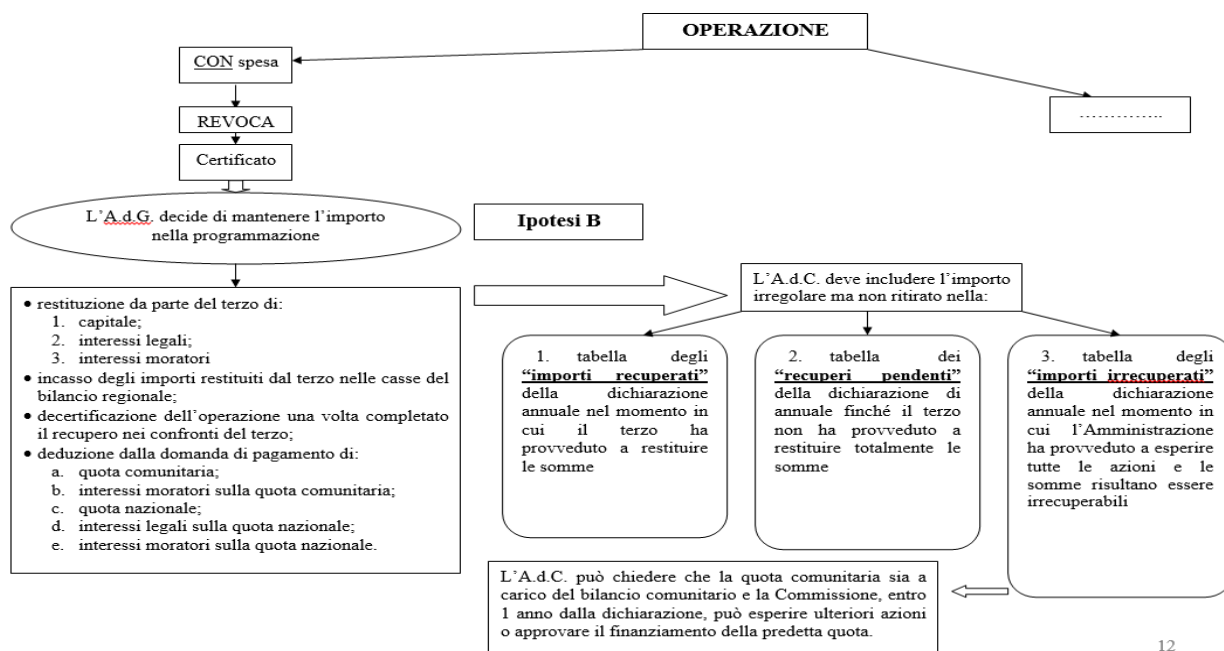 OPERAZIONE
CON spesa
…………..
REVOCA
Certificato
L’A.d.G. decide di mantenere l’importo
nella programmazione
Ipotesi B
• restituzione da parte del terzo di:
1. capitale;
2. interessi legali;
3. interessi moratori
• incasso degli importi restituiti dal terzo nelle casse del
bilancio regionale;
• decertificazione dell’operazione una volta completato
il recupero nei confronti del terzo;
• deduzione dalla domanda di pagamento di:
a. quota comunitaria;
b. interessi moratori sulla quota comunitaria;
c. quota nazionale;
d. interessi legali sulla quota nazionale;
e. interessi moratori sulla quota nazionale.
L’A.d.C. deve includere l’importo
irregolare ma non ritirato nella:
1. tabella degli
“importi recuperati”
della dichiarazione
annuale nel momento in
cui il terzo ha
provveduto a restituire
le somme
2. tabella dei
“recuperi pendenti”
della dichiarazione di
annuale finché il terzo
non ha provveduto a
restituire totalmente le
somme
3. tabella degli
“importi irrecuperati”
della dichiarazione
annuale nel momento in
cui l’Amministrazione
ha provveduto a esperire
tutte le azioni e le
somme risultano essere
irrecuperabili
L’A.d.C. può chiedere che la quota comunitaria sia a
carico del bilancio comunitario e la Commissione, entro
1 anno dalla dichiarazione, può esperire ulteriori azioni
o approvare il finanziamento della predetta quota.
12